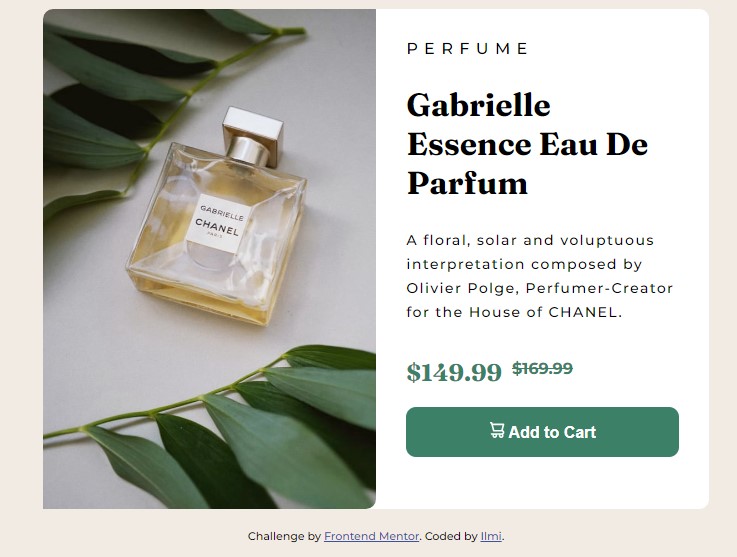 PERFUME
Gabrielle
Essence Eau De
Parfum
A floral, solar and voluptuous
interpretation composed by
Olivier Polge, Perfumer-Creator
for the House of CHANEL.
$149.99 $169.99
Add to Cart
GABRIELLE
CHANEL
PARIS
Challenge by Frontend Mentor. Coded by Ilmi.